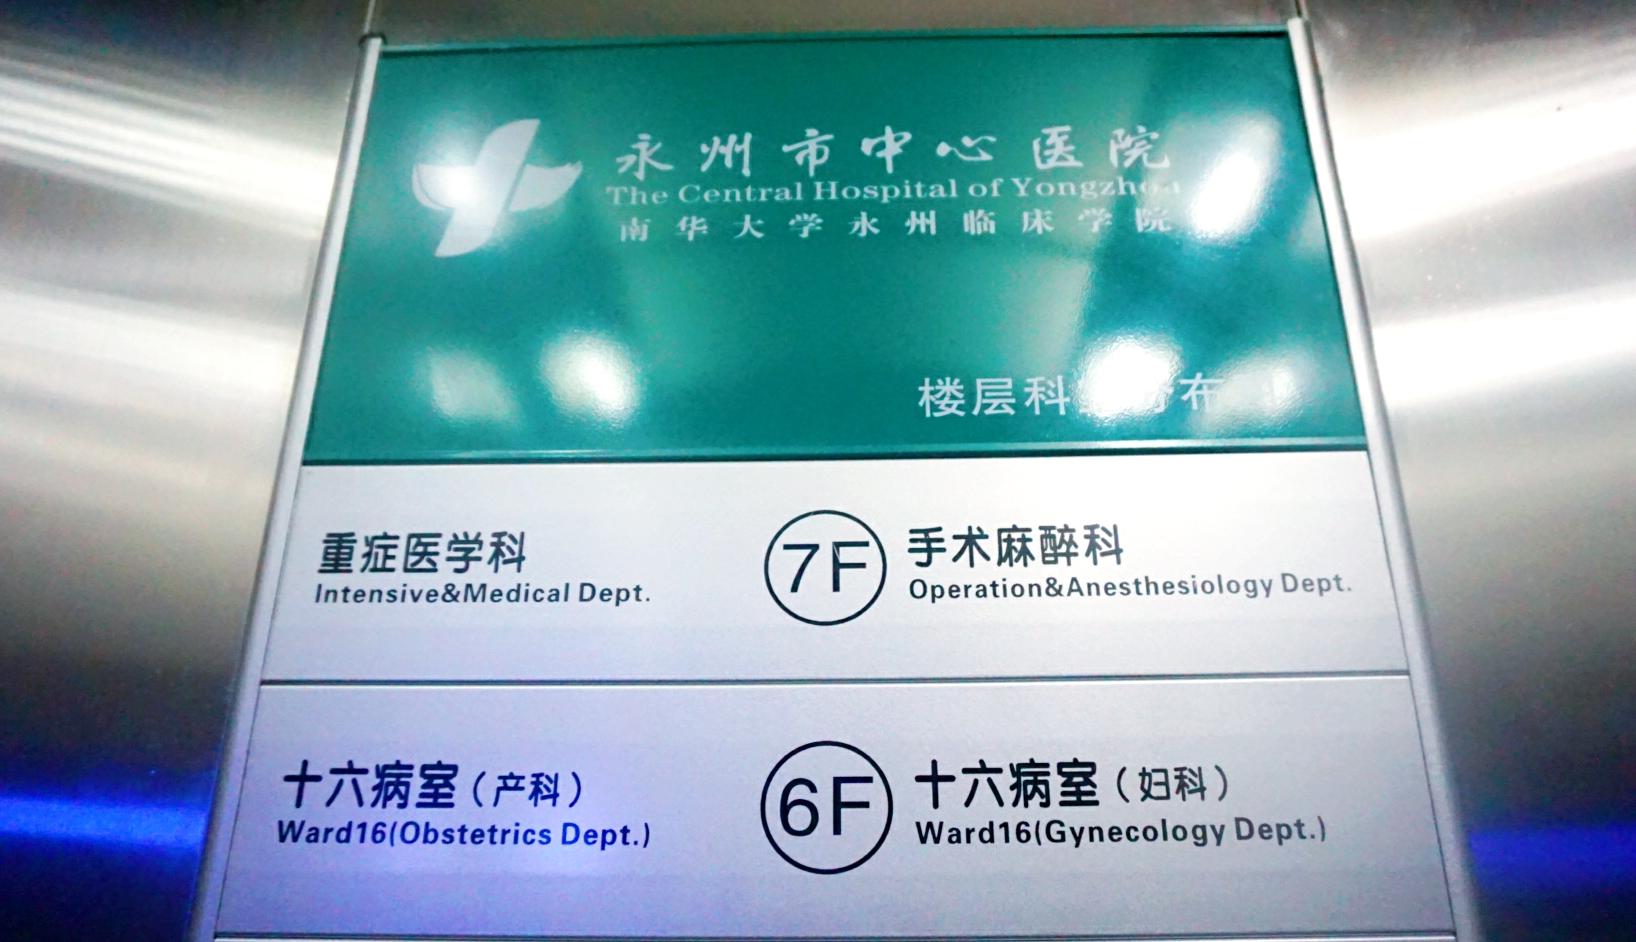 永州市中心医院
The Central Hospital of Yongzhou
南华大学永州临床学院
楼层科 布
重症医学科
Intensive&Medical Dept.
7F
手术麻醉科
Operation&Anesthesiology Dept.
十六病室（产科）
Ward16(Obstetrics Dept.)
6F
十六病室（妇科）
Ward16(Gynecology Dept.)